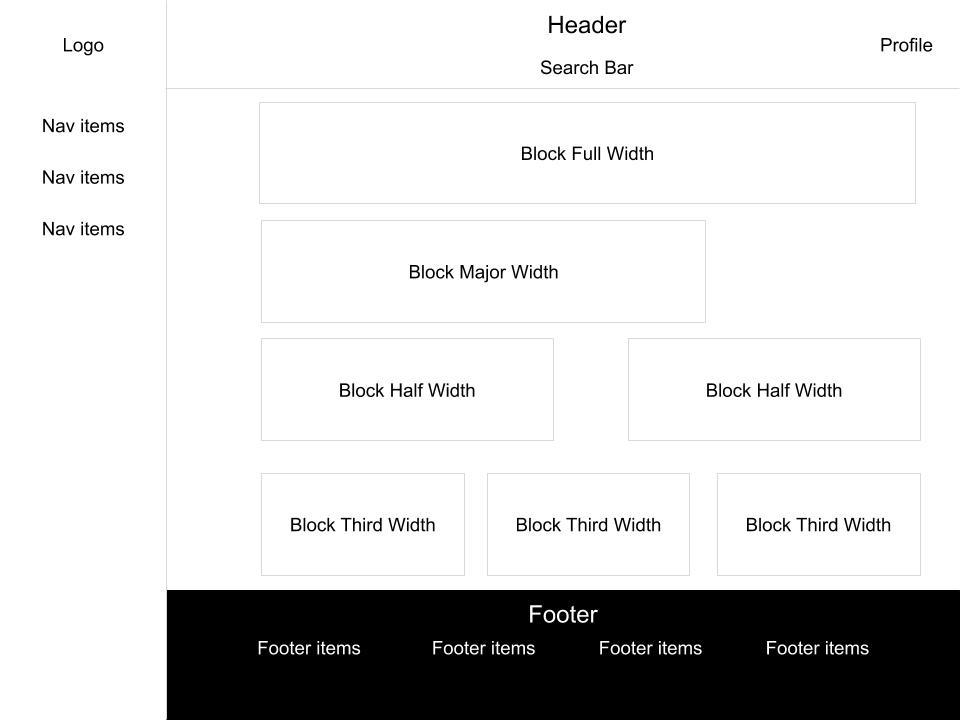 Logo
Header
Search Bar
Profile
Nav items
Nav items
Nav items
Block Full Width
Block Major Width
Block Half Width
Block Half Width
Block Third Width
Block Third Width
Block Third Width
Footer
Footer items
Footer items
Footer items
Footer items